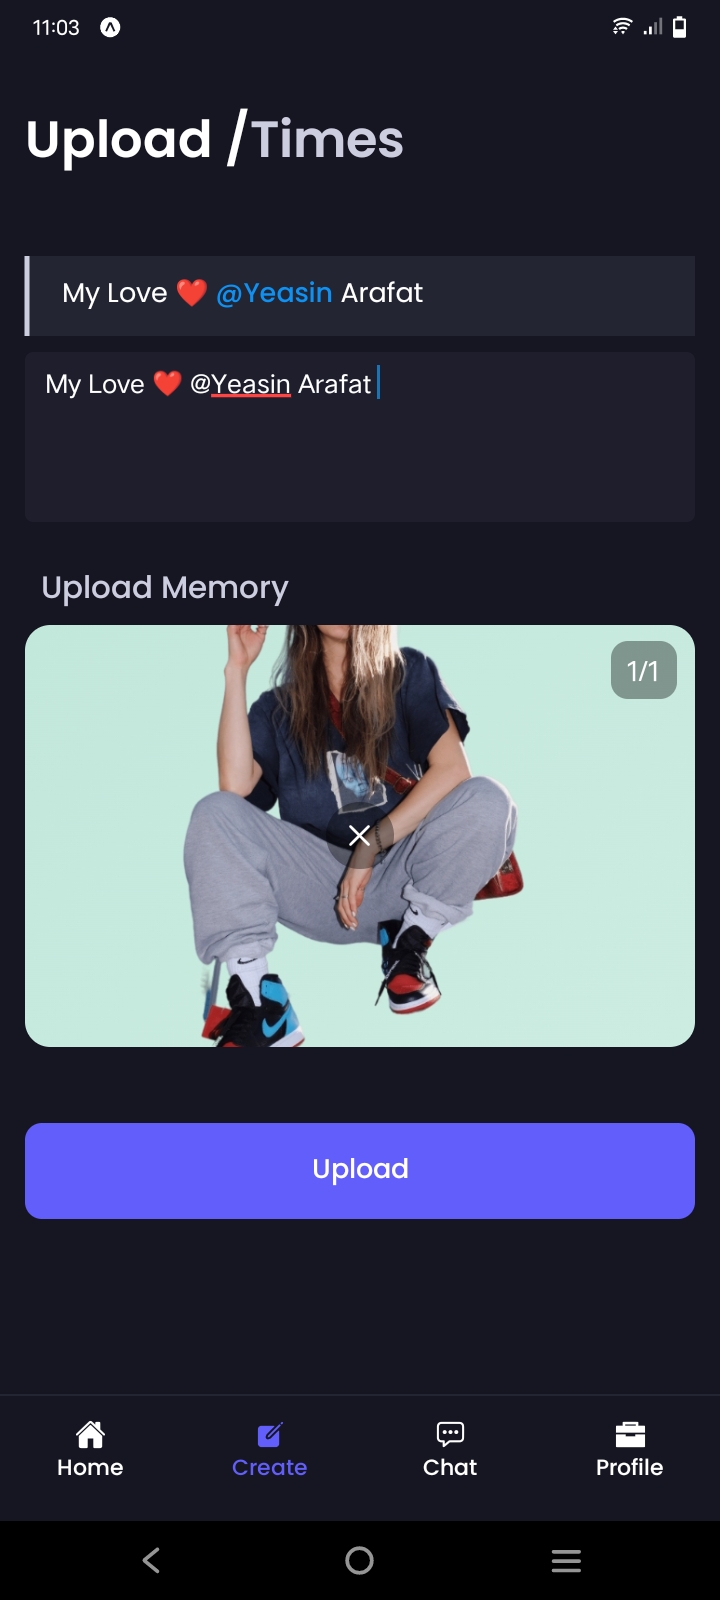 11:03
Upload /Times
My Love ❤️ @Yeasin Arafat
My Love ❤️ @Yeasin Arafat
Upload Memory
1/1
Upload
Home Create Chat Profile